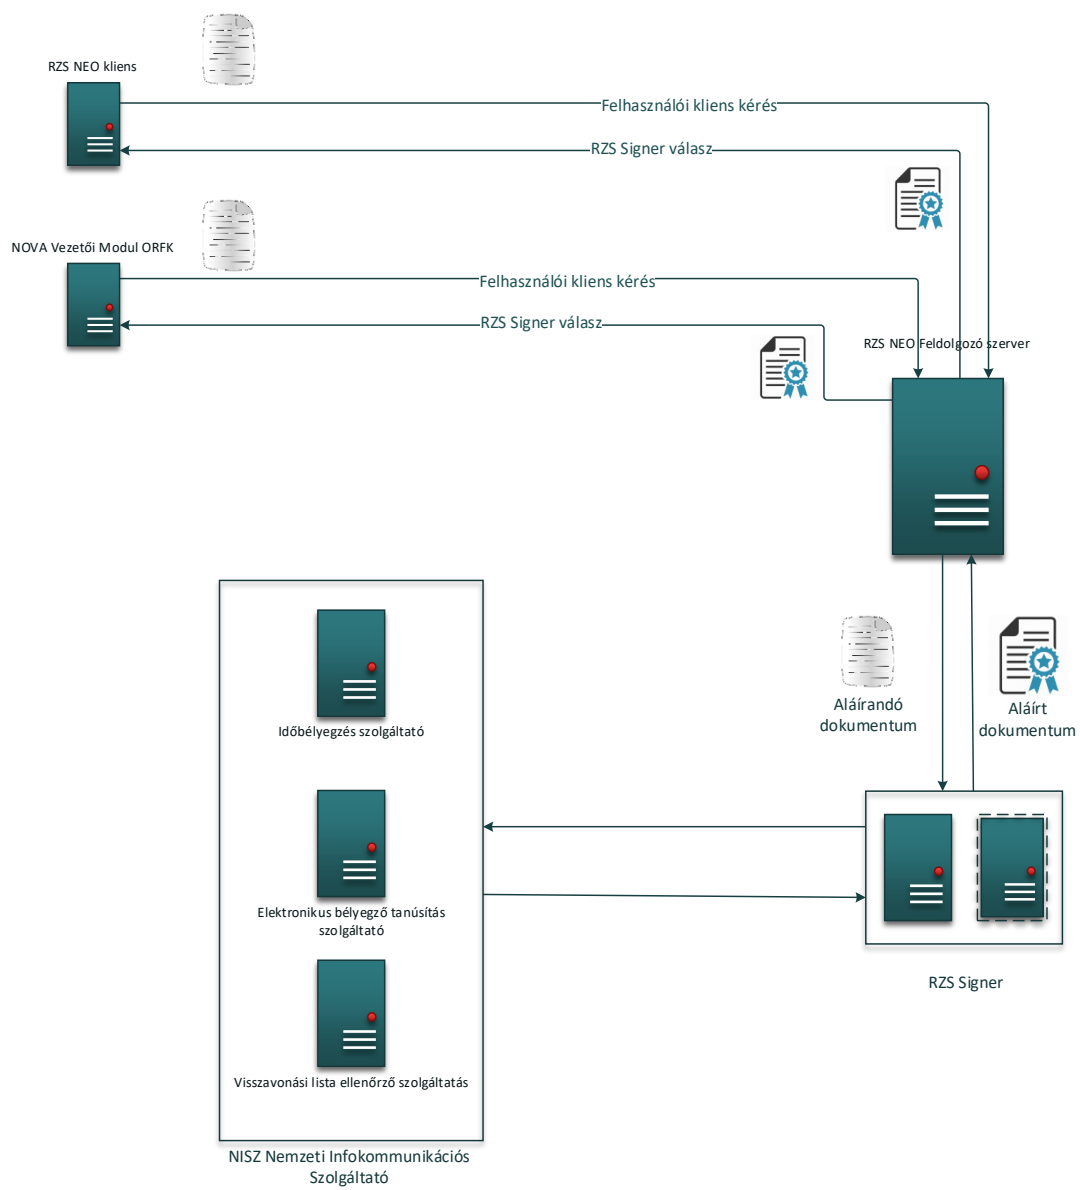 RZS NEO kliens
Felhasználói kliens kérés
RZS Signer válasz
NOVA Vezetői Modul ORFK
Felhasználói kliens kérés
RZS Signer válasz
RZS NEO Feldolgozó szerver
Aláírandó
dokumentum
Aláírt
dokumentum
Időbélyegzés szolgáltató
Elektronikus bélyegző tanúsítás
szolgáltató
Visszavonási lista ellenőrző szolgáltatás
RZS Signer
NISZ Nemzeti Infokommunikációs
Szolgáltató